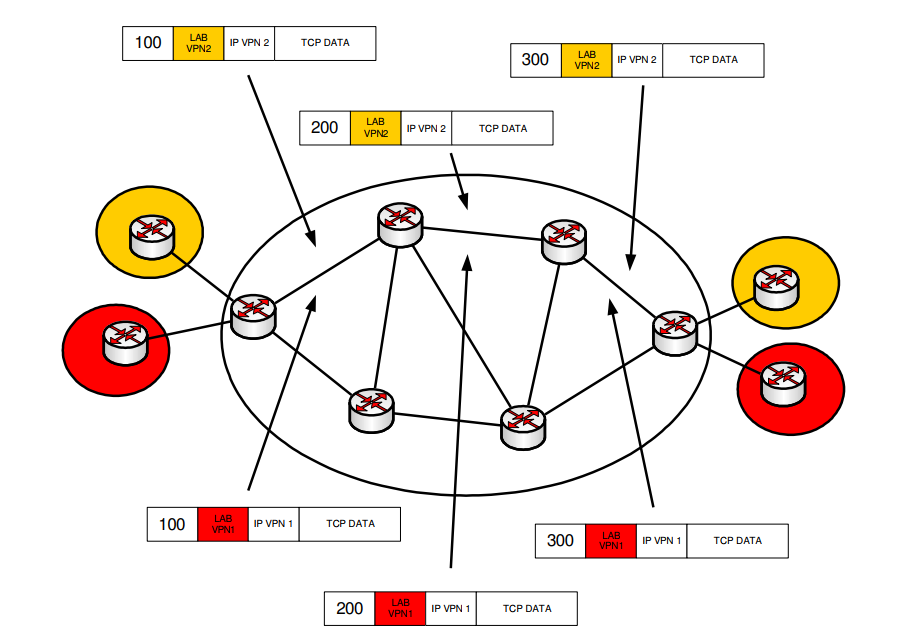 100
LAB
VPN2
IP VPN 2
TCP DATA
300
LAB
VPN2
IP VPN 2
TCP DATA
200
LAB
VPN2
IP VPN 2
TCP DATA
100
LAB
VPN1
IP VPN 1
TCP DATA
300
LAB
VPN1
IP VPN 1
TCP DATA
200
LAB
VPN1
IP VPN 1
TCP DATA